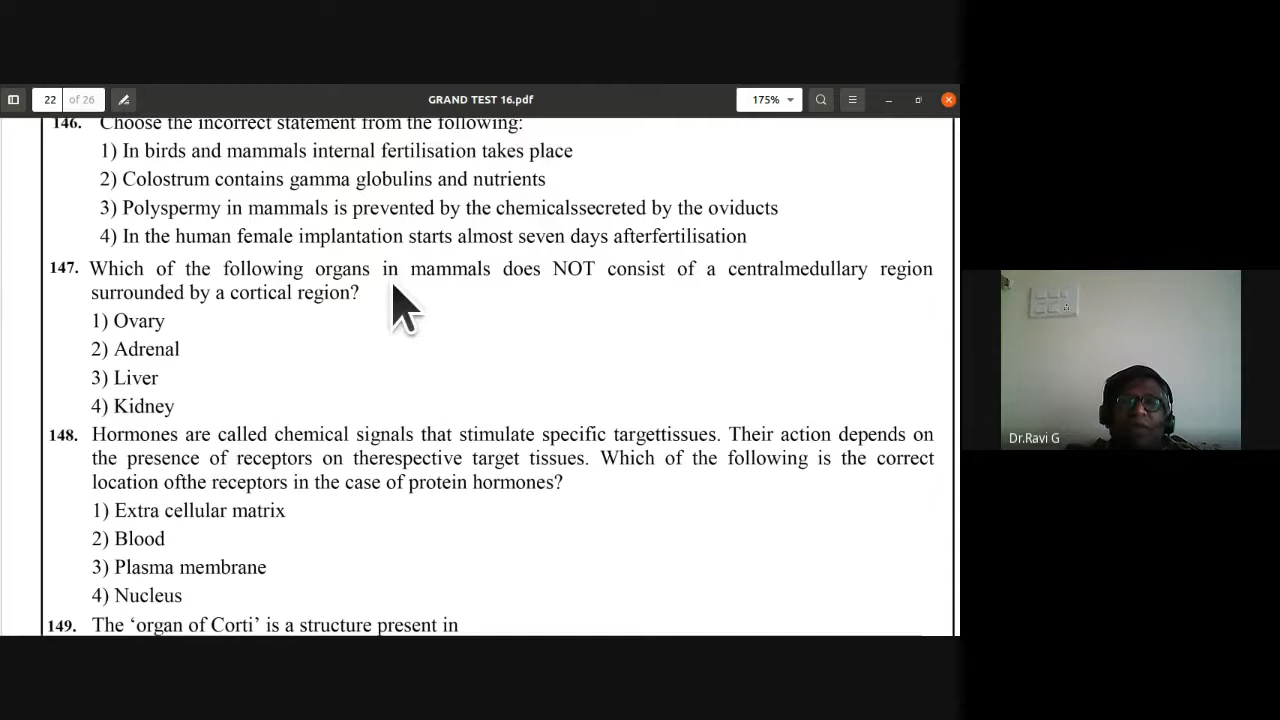 22 of 26
GRAND TEST 16.pdf
175%
146. Choose the incorrect statement from the following:
1) In birds and mammals internal fertilisation takes place
2) Colostrum contains gamma globulins and nutrients
3) Polyspermy in mammals is prevented by the chemicalssecreted by the oviducts
4) In the human female implantation starts almost seven days afterfertilisation
147. Which of the following organs in mammals does NOT consist of a centralmedullary region
surrounded by a cortical region?
1) Ovary
2) Adrenal
3) Liver
4) Kidney
148. Hormones are called chemical signals that stimulate specific targettissues. Their action depends on
the presence of receptors on therespective target tissues. Which of the following is the correct
location ofthe receptors in the case of protein hormones?
1) Extra cellular matrix
2) Blood
3) Plasma membrane
4) Nucleus
149. The ‘organ of Corti’ is a structure present in
Dr.Ravi G